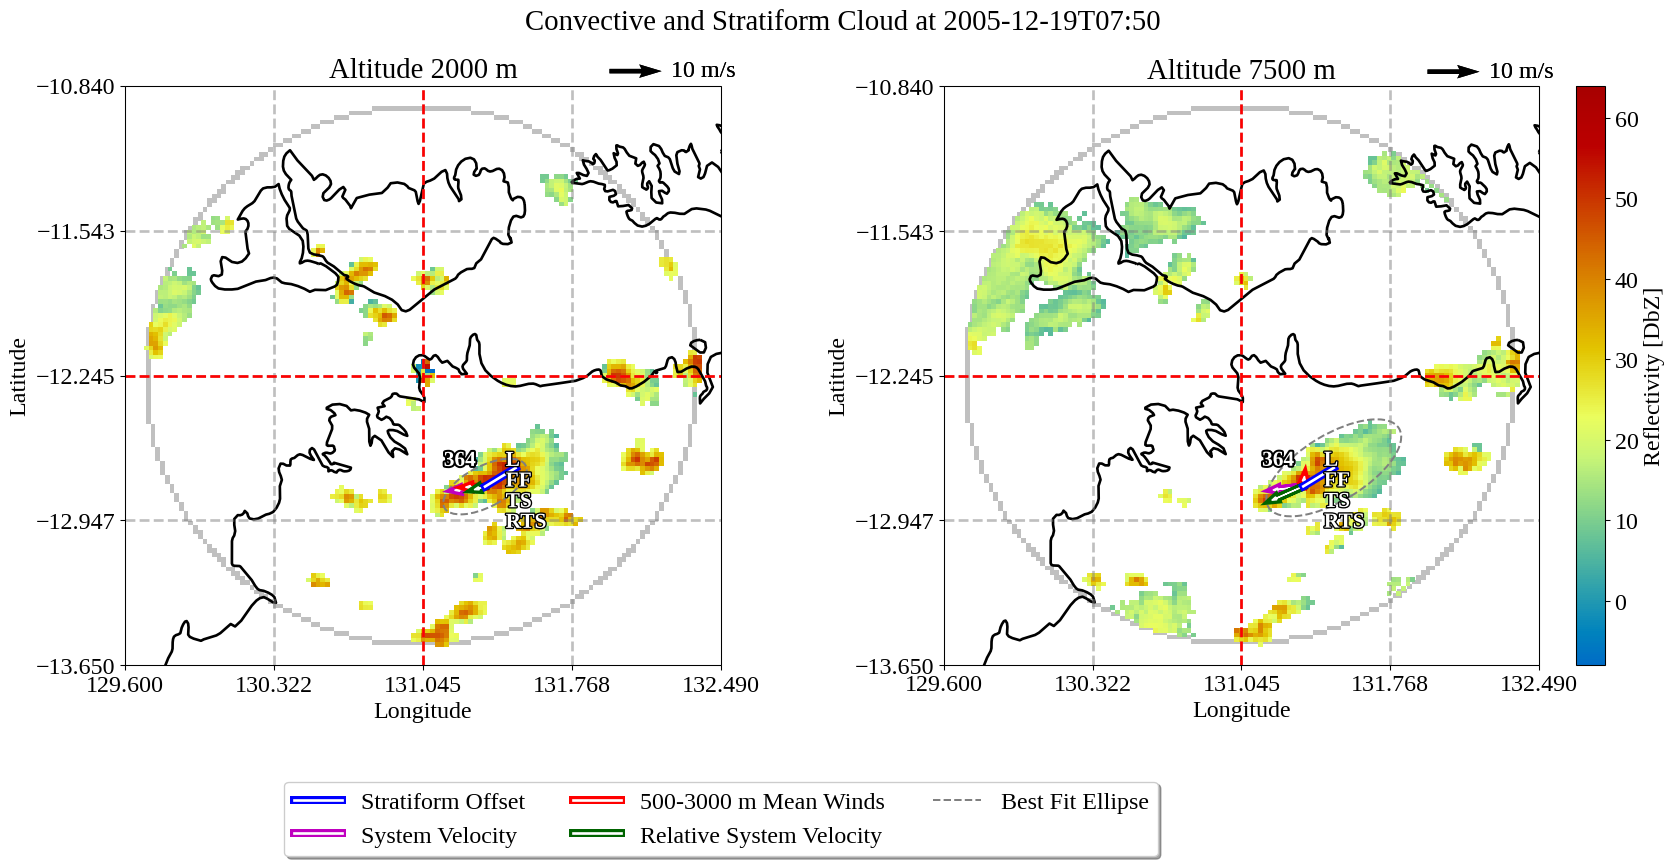 Convective and Stratiform Cloud at 2005-12-19T07:50
Altitude 2000 m
10 m/s
Altitude 7500 m
10 m/s
−10.840
−11.543
−12.245
−12.947
−13.650
Latitude
364
L
FF
TS
RTS
129.600
130.322
131.045
131.768
132.490
Longitude
−10.840
−11.543
−12.245
−12.947
−13.650
Latitude
364
L
FF
TS
RTS
129.600
130.322
131.045
131.768
132.490
Longitude
60
50
40
30
20
10
0
Reflectivity [DbZ]
Stratiform Offset
System Velocity
500-3000 m Mean Winds
Relative System Velocity
Best Fit Ellipse